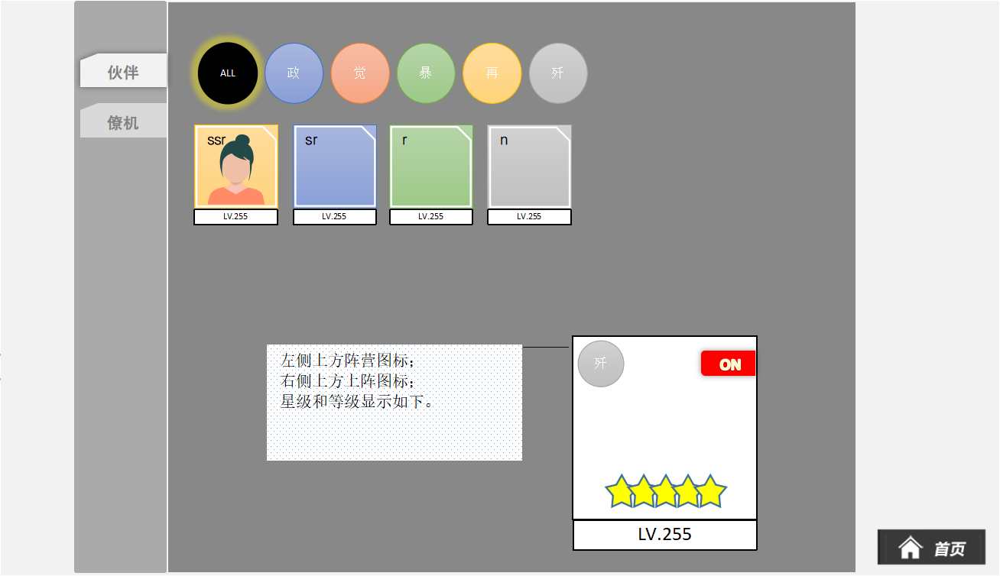 伙伴
僚机
ALL
政
觉
暴
再
歼
ssr
sr
r
n
LV.255
LV.255
LV.255
LV.255
左侧上方阵营图标；
右侧上方上阵图标；
星级和等级显示如下。
歼
ON
LV.255
首页